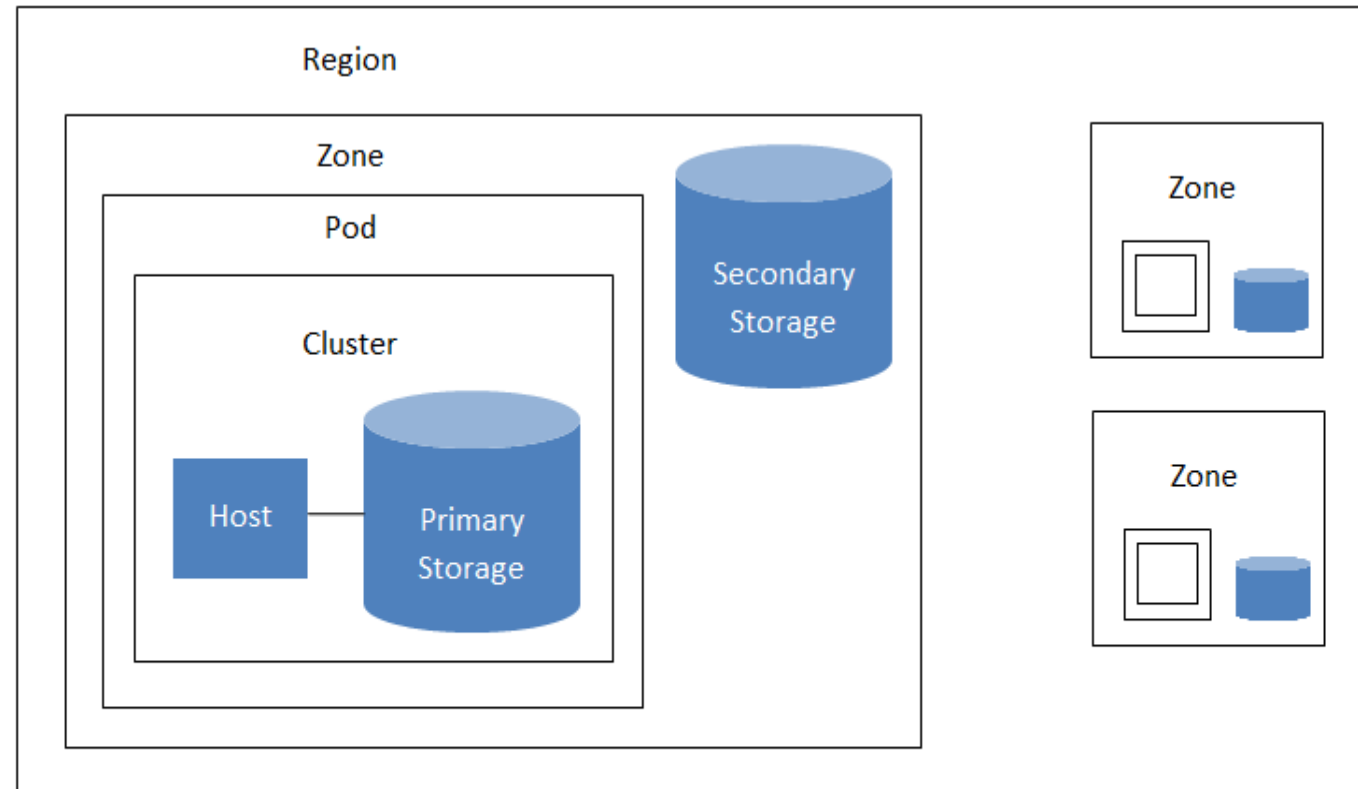 Region
Zone
Pod
Cluster
Host
Primary
Storage
Secondary
Storage
Zone
Zone